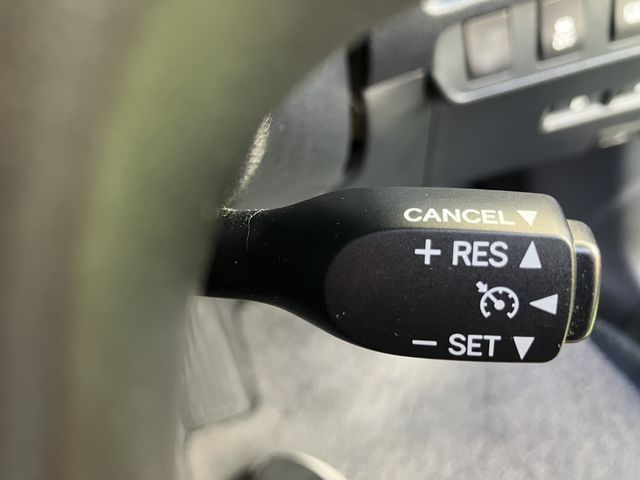 CANCEL ▼
+ RES ▲
◀
- SET ▼